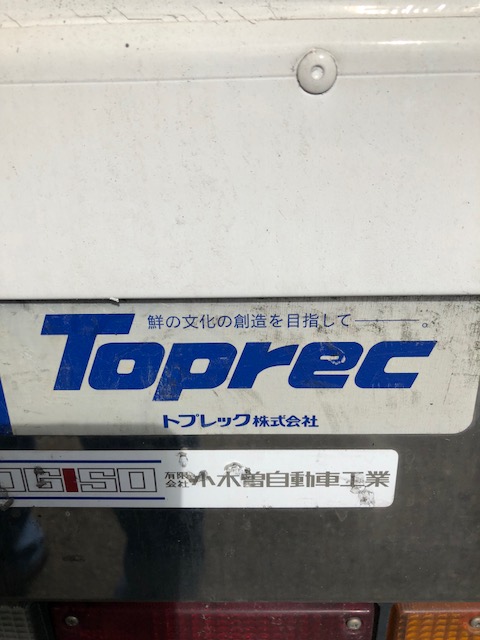 鮮の文化の創造を目指して――。
Toprec
トプレック株式会社
OGISO 有限会社 小木曽自動車工業